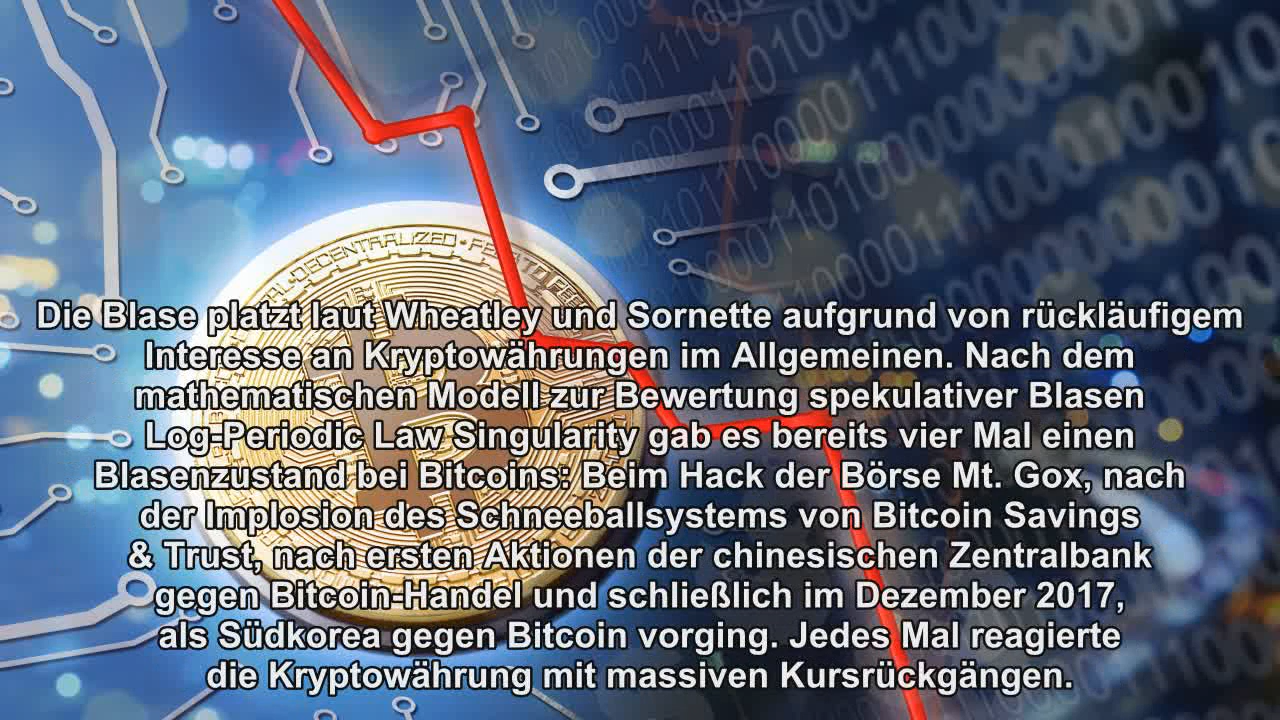 DECENTRALIZED • PEER TO PEER
Die Blase platzt laut Wheatley und Sornette aufgrund von rückläufigem
Interesse an Kryptowährungen im Allgemeinen. Nach dem
mathematischen Modell zur Bewertung spekulativer Blasen
Log-Periodic Law Singularity gab es bereits vier Mal einen
Blasenzustand bei Bitcoins: Beim Hack der Börse Mt. Gox, nach
der Implosion des Schneeballsystems von Bitcoin Savings
& Trust, nach ersten Aktionen der chinesischen Zentralbank
gegen Bitcoin-Handel und schließlich im Dezember 2017,
als Südkorea gegen Bitcoin vorging. Jedes Mal reagierte
die Kryptowährung mit massiven Kursrückgängen.